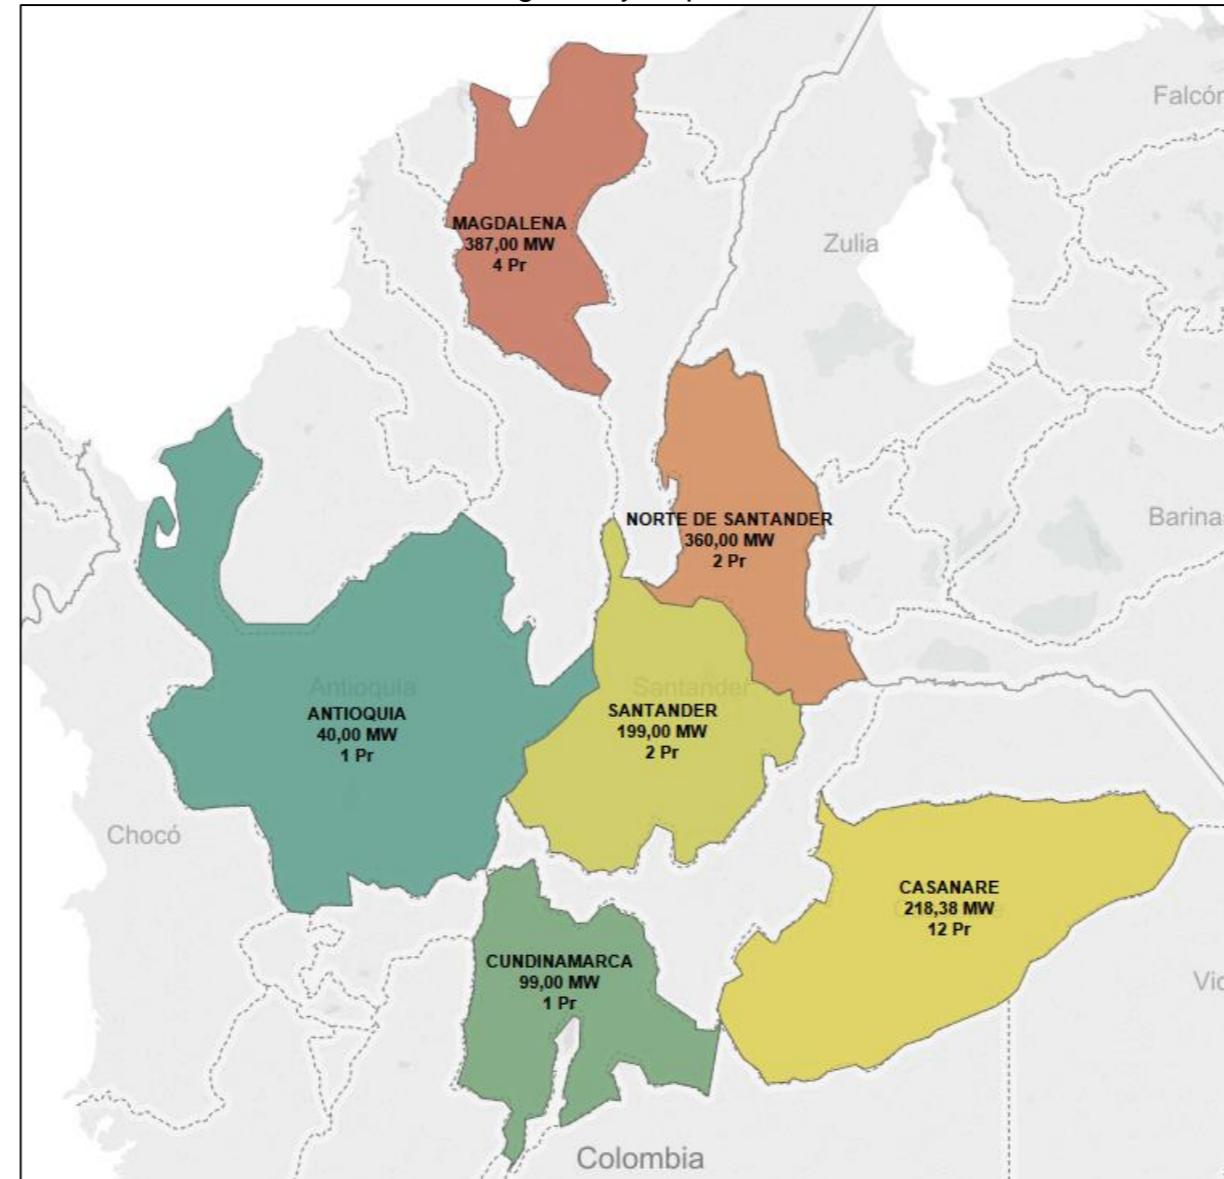 Falcón
Zulia
MAGDALENA
387,00 MW
4 Pr
Barina
NORTE DE SANTANDER
360,00 MW
2 Pr
Antioquia
ANTIOQUIA
40,00 MW
1 Pr
Santander
SANTANDER
199,00 MW
2 Pr
Chocó
CASANARE
218,38 MW
12 Pr
CUNDINAMARCA
99,00 MW
1 Pr
Vic
Colombia